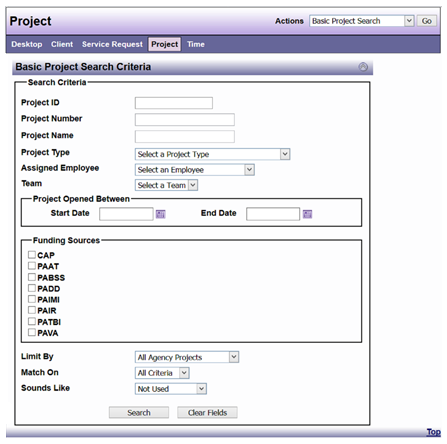 Project
Actions Basic Project Search Go
Desktop Client Service Request Project Time
Basic Project Search Criteria
Search Criteria
Project ID
Project Number
Project Name
Project Type Select a Project Type
Assigned Employee Select an Employee
Team Select a Team
Project Opened Between
Start Date End Date
Funding Sources
CAP
PAAT
PABSS
PADD
PAIMI
PAIR
PATBI
PAVA
Limit By All Agency Projects
Match On All Criteria
Sounds Like Not Used
Search Clear Fields
Top